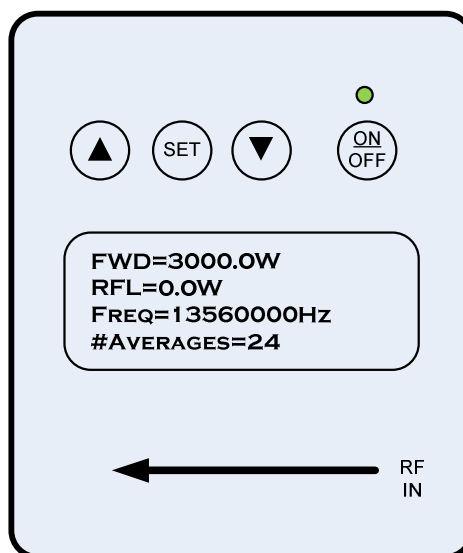 SET
ON
OFF
FWD=3000.0W
RFL=0.0W
FREQ=13560000Hz
#AVERAGES=24
RF
IN